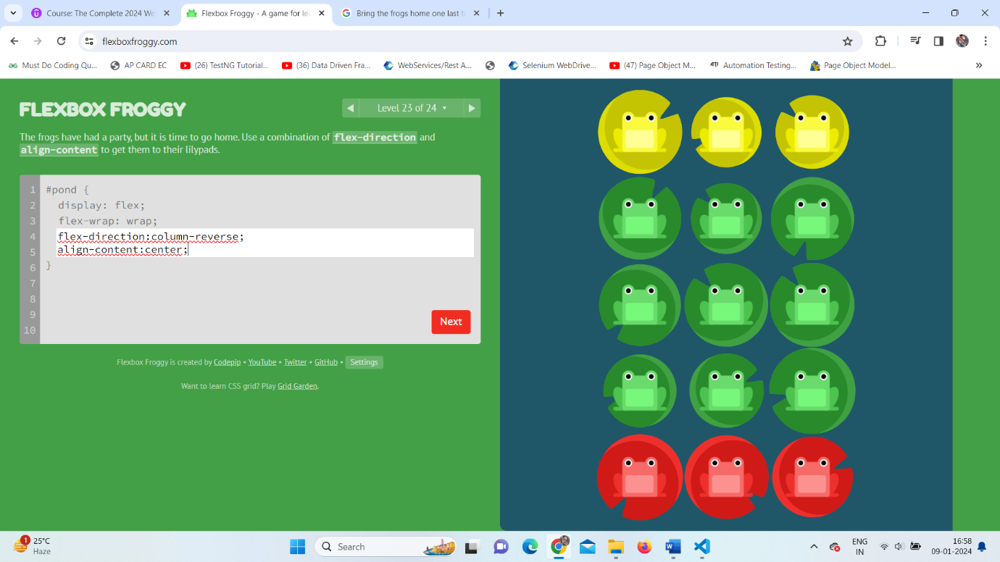 Course: The Complete 2024 We
Flexbox Froggy - A game for lea
Bring the frogs home one last t
flexboxfroggy.com
Must Do Coding Qu...
AP CARD EC
(26) TestNG Tutorial...
(36) Data Driven Fra...
WebServices/Rest A...
Selenium WebDrive...
(47) Page Object M...
Automation Testing...
Page Object Model...
FLEXBOX FROGGY
Level 23 of 24
The frogs have had a party, but it is time to go home. Use a combination of flex-direction and
align-content to get them to their lilypads.
1 #pond {
2 display: flex;
3 flex-wrap: wrap;
4 flex-direction:column-reverse;
5 align-content:center;
6 }
7
8
9
10
Next
Flexbox Froggy is created by Codepip • YouTube • Twitter • GitHub • Settings
Want to learn CSS grid? Play Grid Garden.
1
25°C
Haze
Search
ENG
IN
16:58
09-01-2024